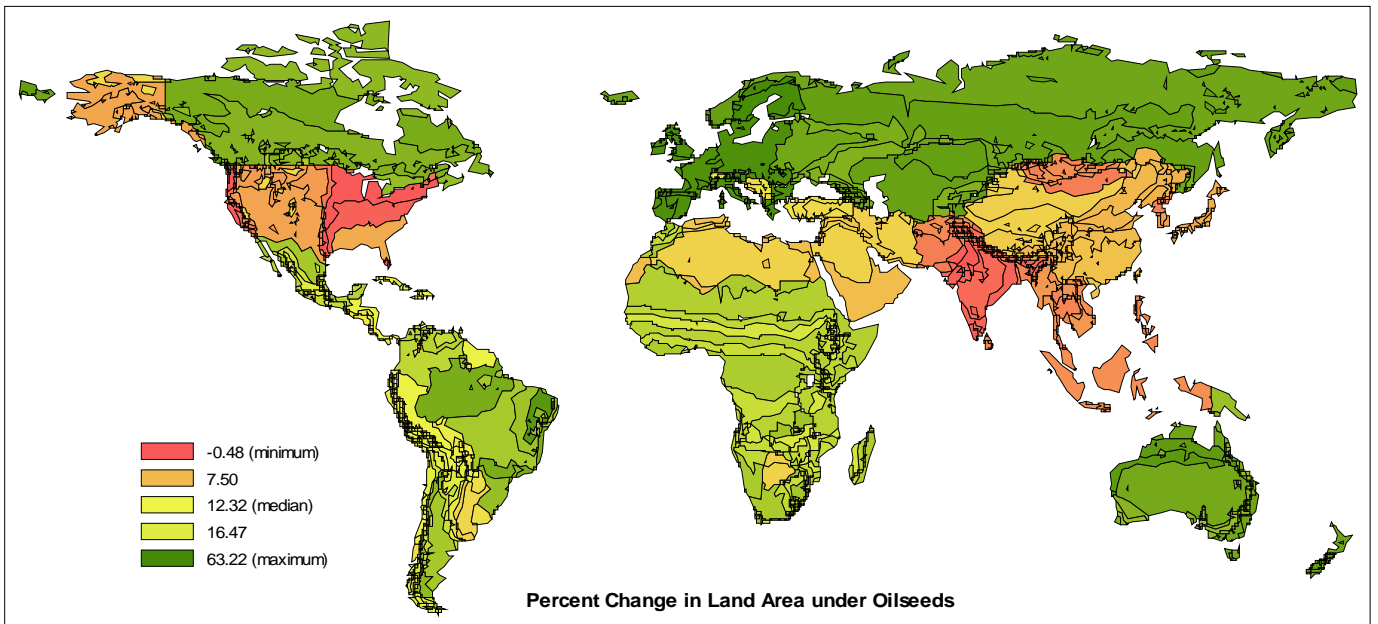 -0.48 (minimum)
7.50
12.32 (median)
16.47
63.22 (maximum)
Percent Change in Land Area under Oilseeds